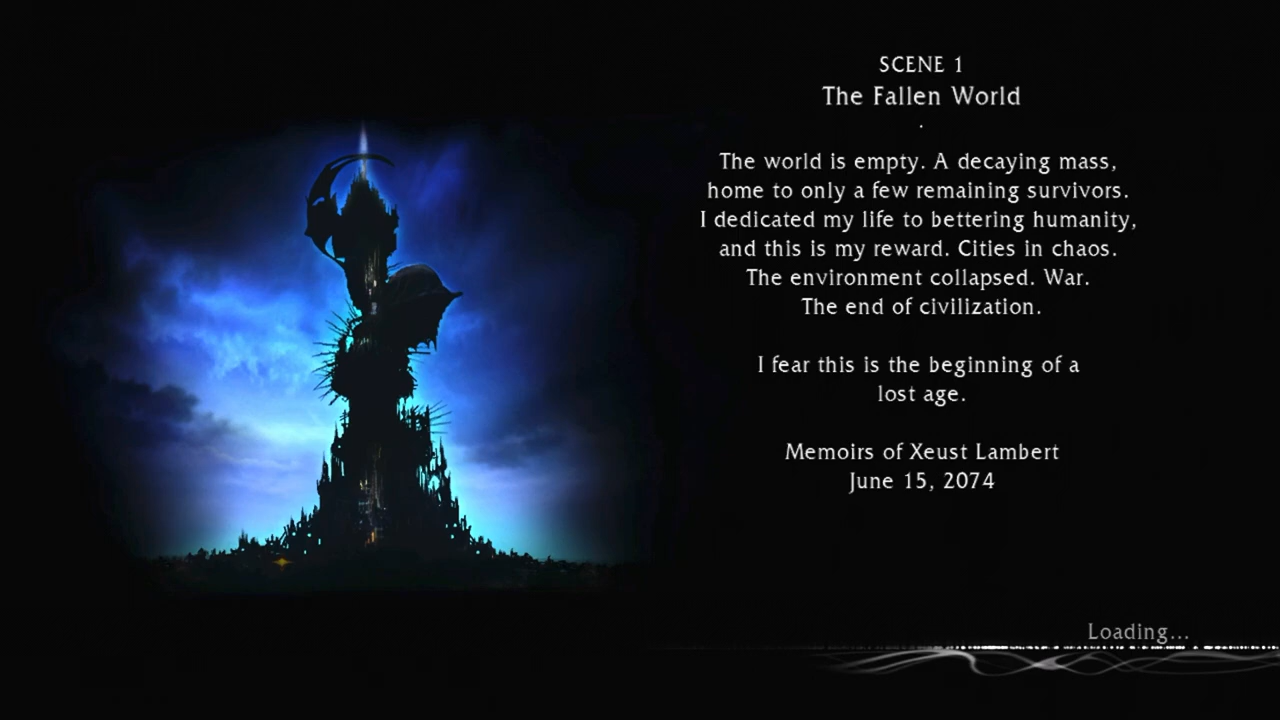 SCENE 1
The Fallen World
.
The world is empty. A decaying mass,
home to only a few remaining survivors.
I dedicated my life to bettering humanity,
and this is my reward. Cities in chaos.
The environment collapsed. War.
The end of civilization.
I fear this is the beginning of a
lost age.
Memoirs of Xeust Lambert
June 15, 2074
Loading...